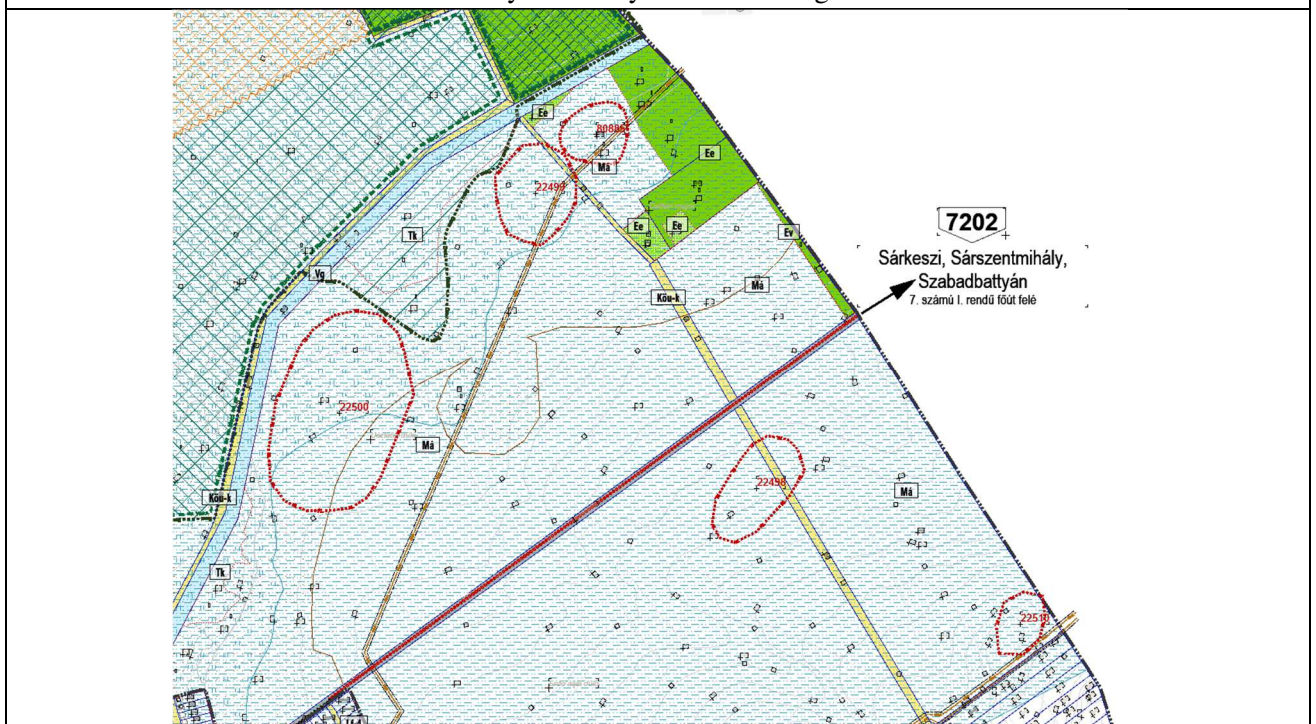 Ee
80886
Má
Ee
22499
Tk
Ee
Ee
Ev
7202
Vg
Sárkeszi, Sárszentmihály,
Szabadbattyán
7. számú I. rendű főút felé
Köu-k
Má
22500
Má
22498
Má
Köu-k
Tk
22510